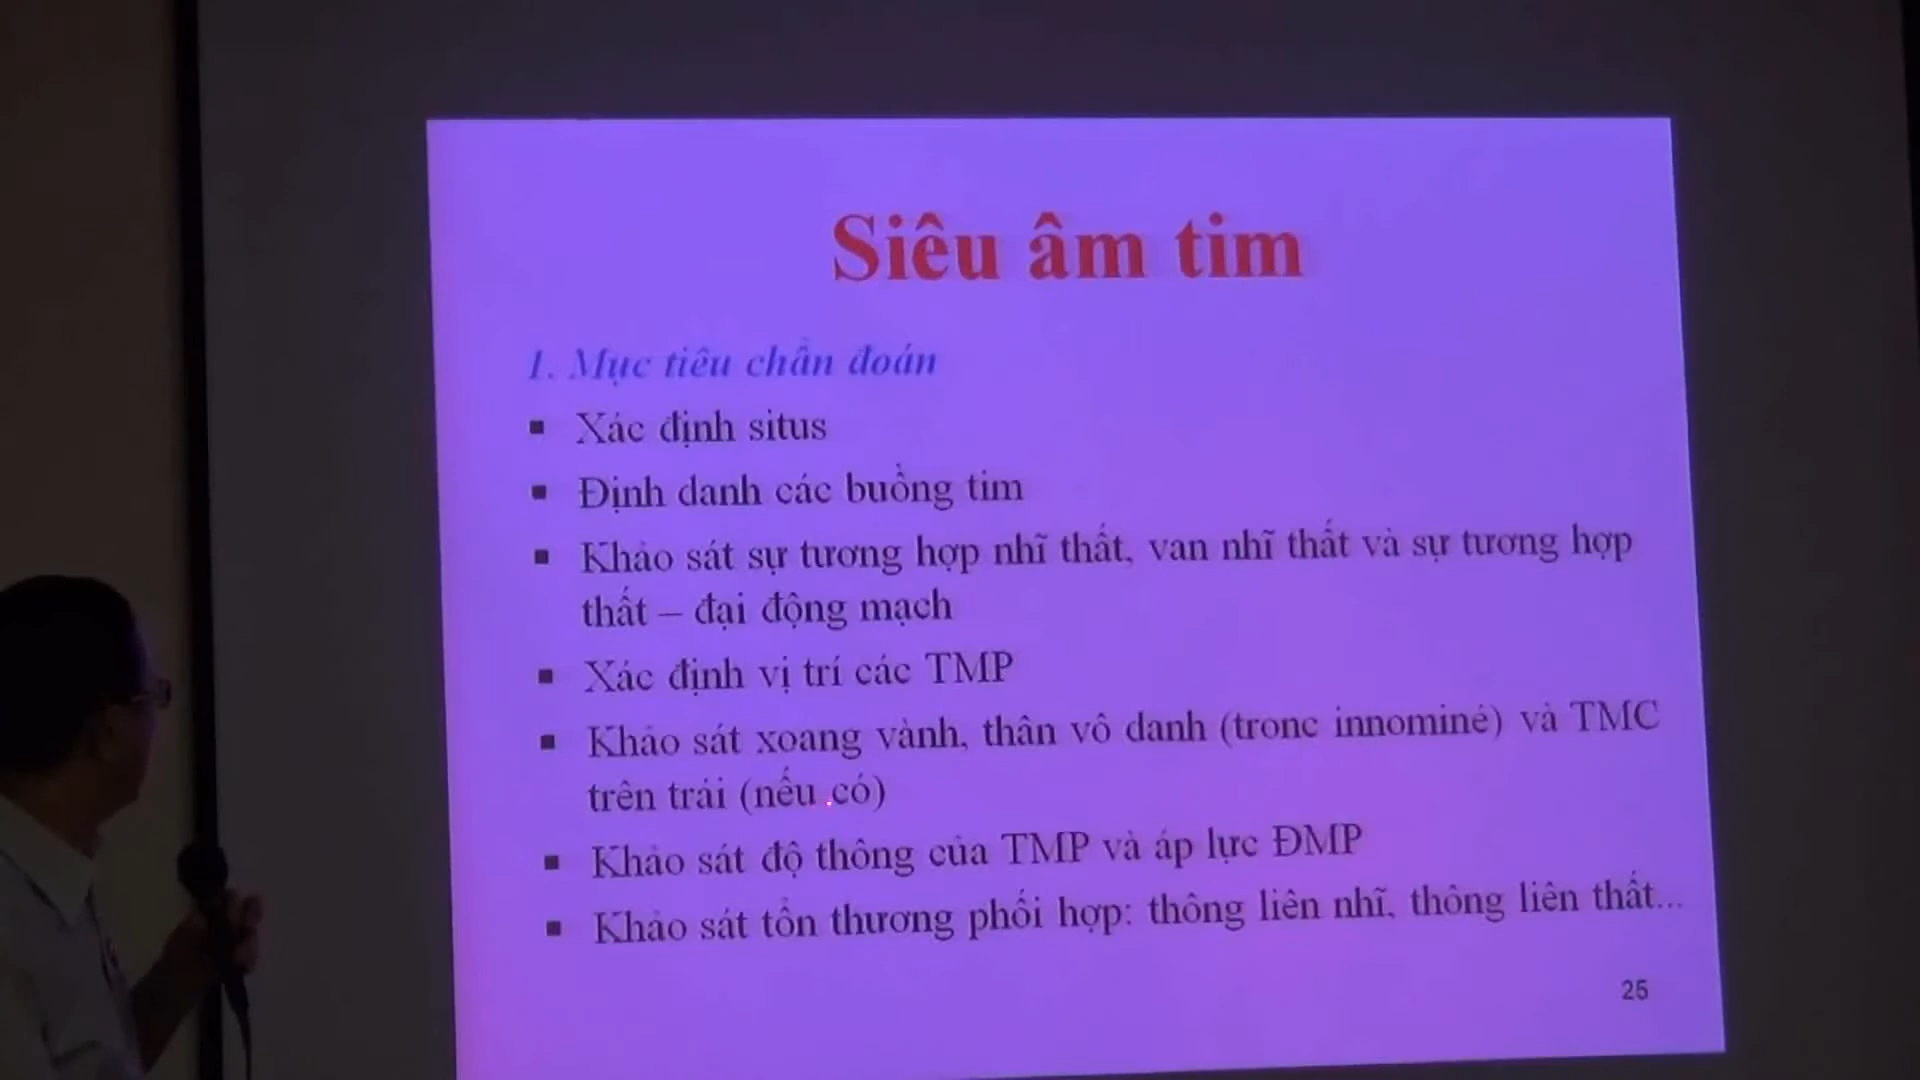 Siêu âm tim
1. Mục tiêu chẩn đoán
▪ Xác định situs
▪ Định danh các buồng tim
▪ Khảo sát sự tương hợp nhĩ thất, van nhĩ thất và sự tương hợp
thất – đại động mạch
▪ Xác định vị trí các TMP
▪ Khảo sát xoang vành, thân vô danh (tronc innominé) và TMC
trên trái (nếu có)
▪ Khảo sát độ thông của TMP và áp lực ĐMP
▪ Khảo sát tổn thương phối hợp: thông liên nhĩ, thông liên thất...
25